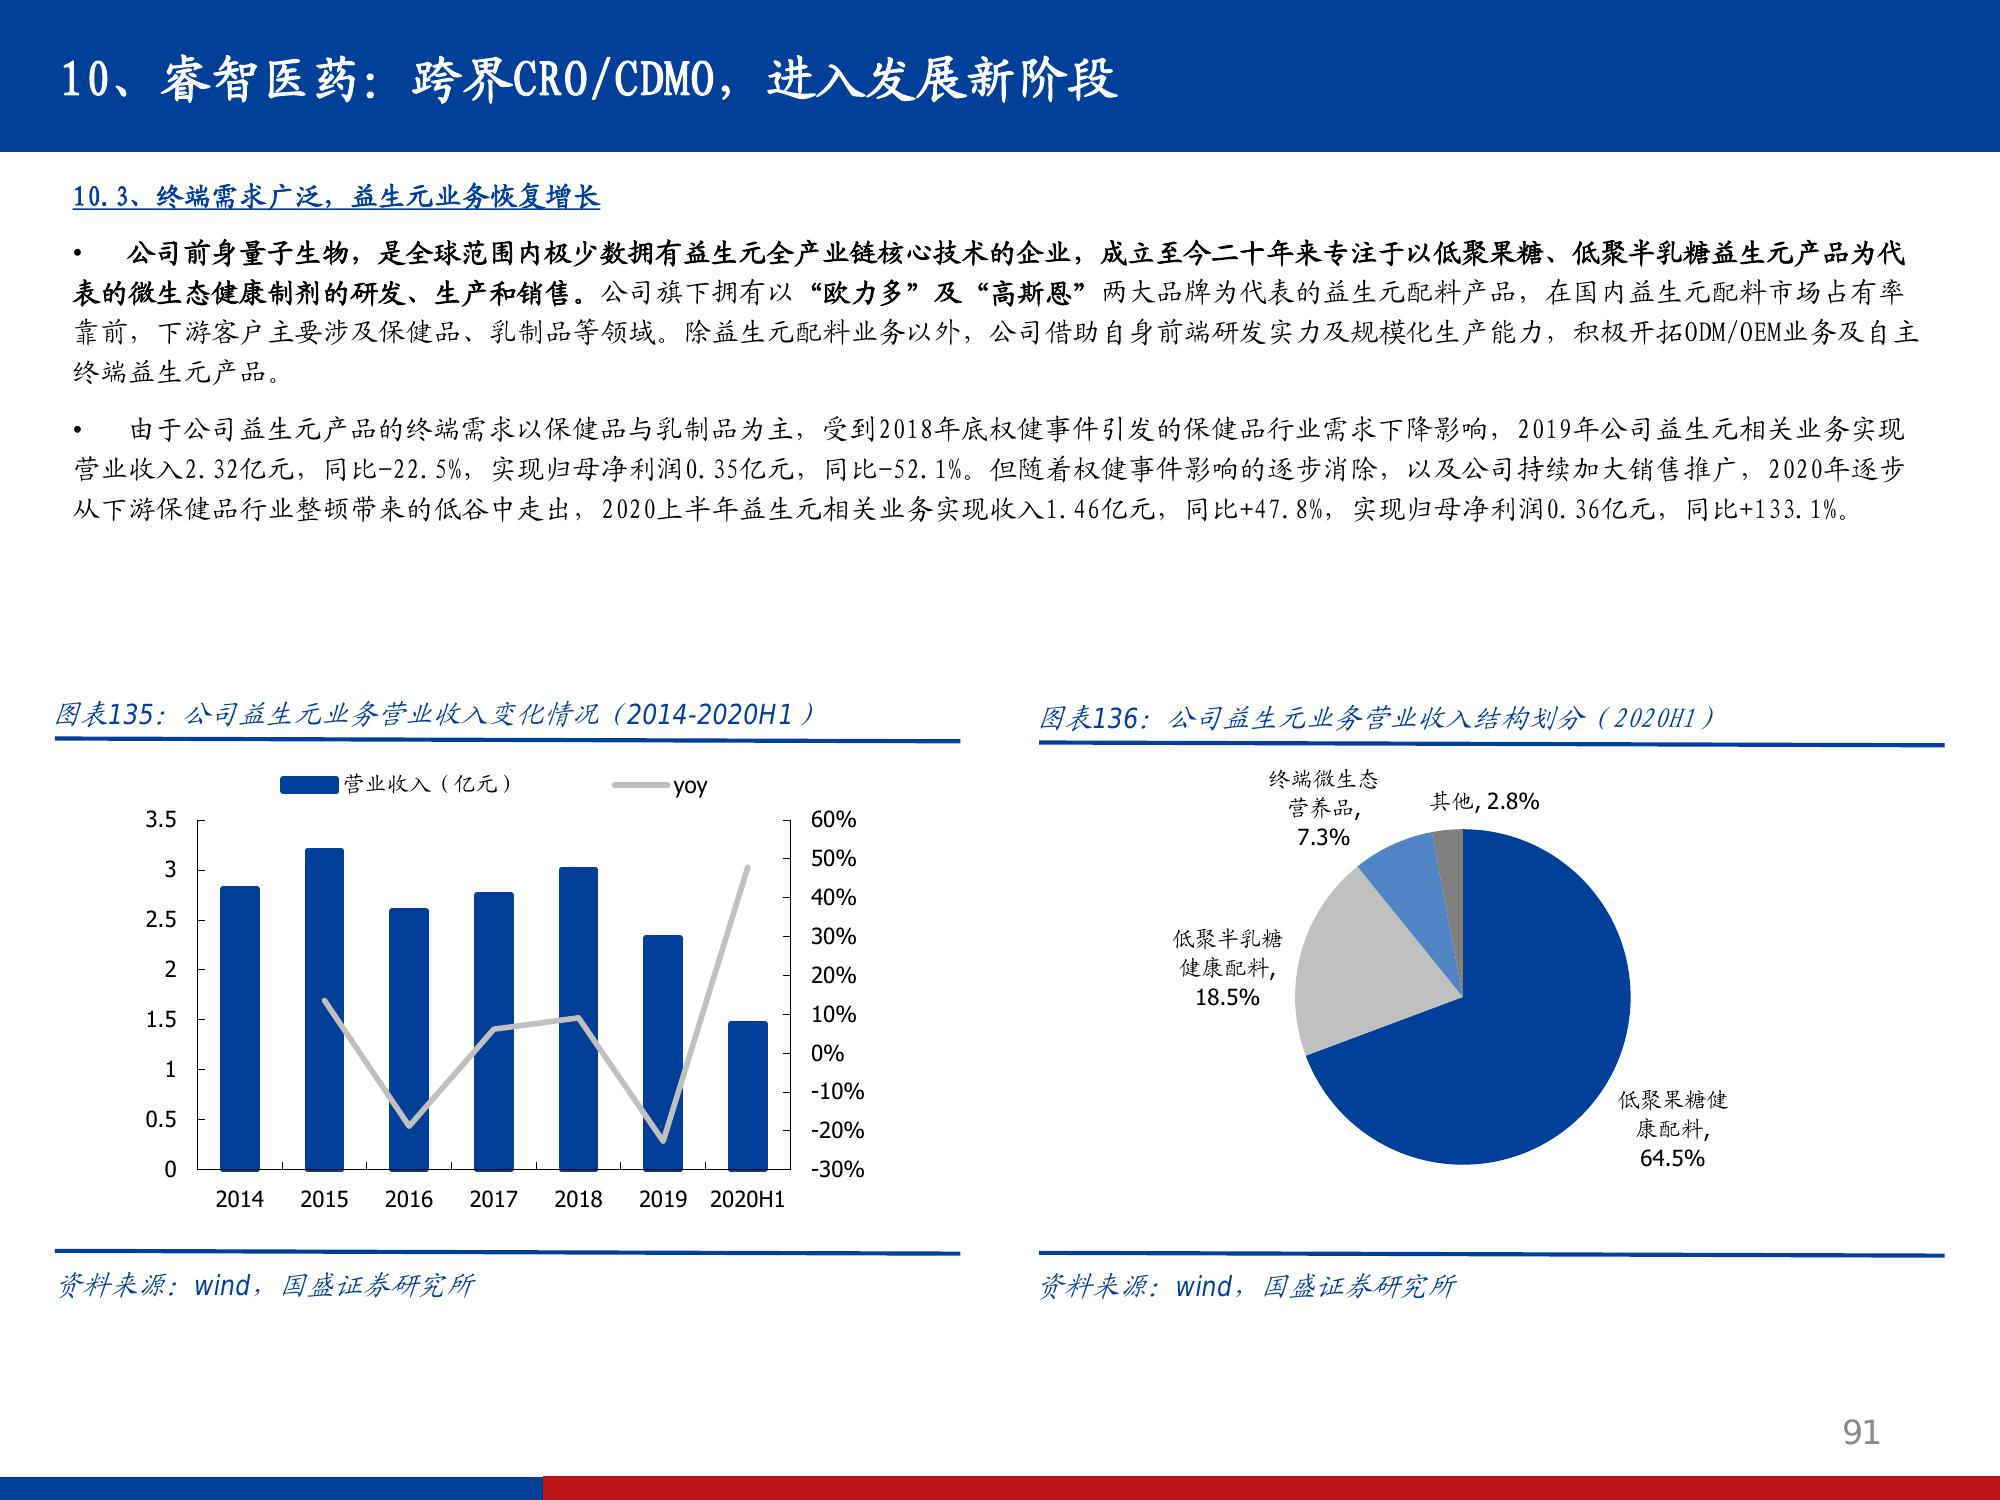 10、睿智医药：跨界CRO/CDMO，进入发展新阶段
10.3、终端需求广泛，益生元业务恢复增长
• 公司前身量子生物，是全球范围内极少数拥有益生元全产业链核心技术的企业，成立至今二十年来专注于以低聚果糖、低聚半乳糖益生元产品为代
表的微生态健康制剂的研发、生产和销售。公司旗下拥有以“欧力多”及“高斯恩”两大品牌为代表的益生元配料产品，在国内益生元配料市场占有率
靠前，下游客户主要涉及保健品、乳制品等领域。除益生元配料业务以外，公司借助自身前端研发实力及规模化生产能力，积极开拓ODM/OEM业务及自主
终端益生元产品。
• 由于公司益生元产品的终端需求以保健品与乳制品为主，受到2018年底权健事件引发的保健品行业需求下降影响，2019年公司益生元相关业务实现
营业收入2.32亿元，同比-22.5%，实现归母净利润0.35亿元，同比-52.1%。但随着权健事件影响的逐步消除，以及公司持续加大销售推广，2020年逐步
从下游保健品行业整顿带来的低谷中走出，2020上半年益生元相关业务实现收入1.46亿元，同比+47.8%，实现归母净利润0.36亿元，同比+133.1%。
图表135：公司益生元业务营业收入变化情况（2014-2020H1）
营业收入（亿元）
yoy
3.5
3
2.5
2
1.5
1
0.5
0
60%
50%
40%
30%
20%
10%
0%
-10%
-20%
-30%
2014
2015
2016
2017
2018
2019
2020H1
资料来源：wind，国盛证券研究所
图表136：公司益生元业务营业收入结构划分（2020H1）
终端微生态
营养品,
7.3%
其他, 2.8%
低聚半乳糖
健康配料,
18.5%
低聚果糖健
康配料,
64.5%
资料来源：wind，国盛证券研究所
91